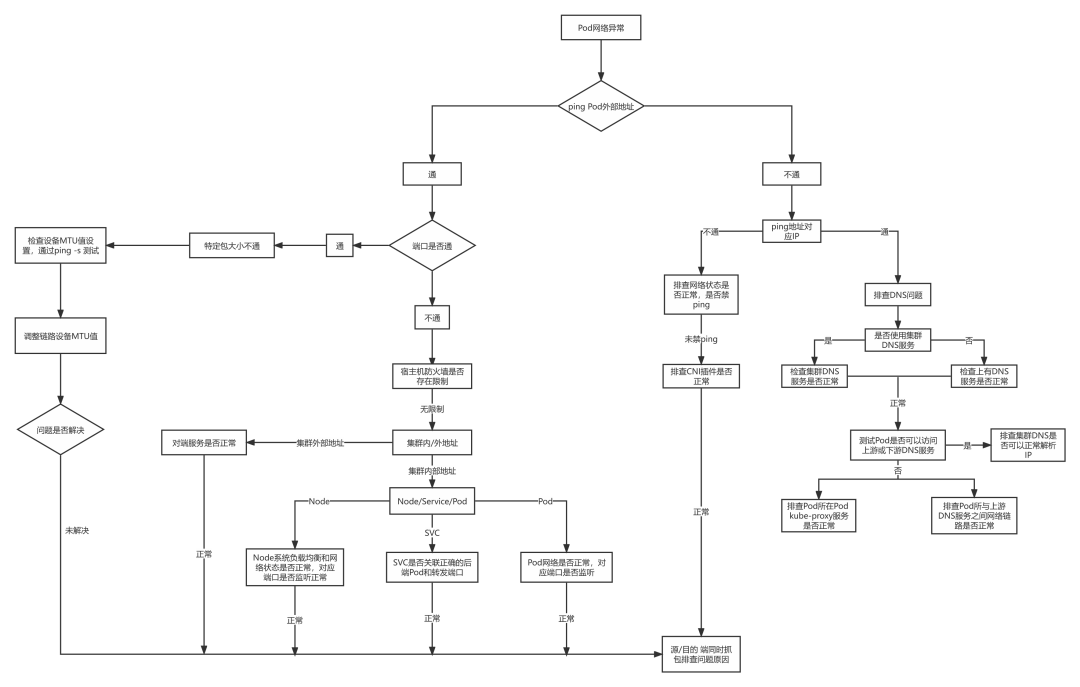 Pod网络异常
ping Pod外部地址
通
不通
端口是否通
通
特定包大小不通
检查设备MTU值设
置，通过ping -s 测试
ping地址对
应IP
不通
通
排查网络状态是
否正常，是否禁
ping
排查DNS问题
不通
调整链路设备MTU值
未禁ping
是否使用集群
DNS服务
是
否
宿主机防火墙是否
存在限制
排查CNI插件是否
正常
检查集群DNS
服务是否正常
检查上有DNS
服务是否正常
无限制
正常
问题是否解决
对端服务是否正常
集群外部地址
集群内/外地址
测试Pod是否可以访问
上游或下游DNS服务
是
排查集群DNS是
否可以正常解析
IP
集群内部地址
否
Node
Node/Service/Pod
Pod
SVC
排查Pod所在Pod
kube-proxy服务
是否正常
排查Pod所与上游
DNS服务之间网络链
路是否正常
正常
未解决
正常
Node系统负载均衡和网
络状态是否正常，对应
端口是否监听正常
SVC是否关联正确的后
端Pod和转发端口
Pod网络是否正常，对
应端口是否监听
正常
正常
正常
源/目的 端同时抓
包排查问题原因